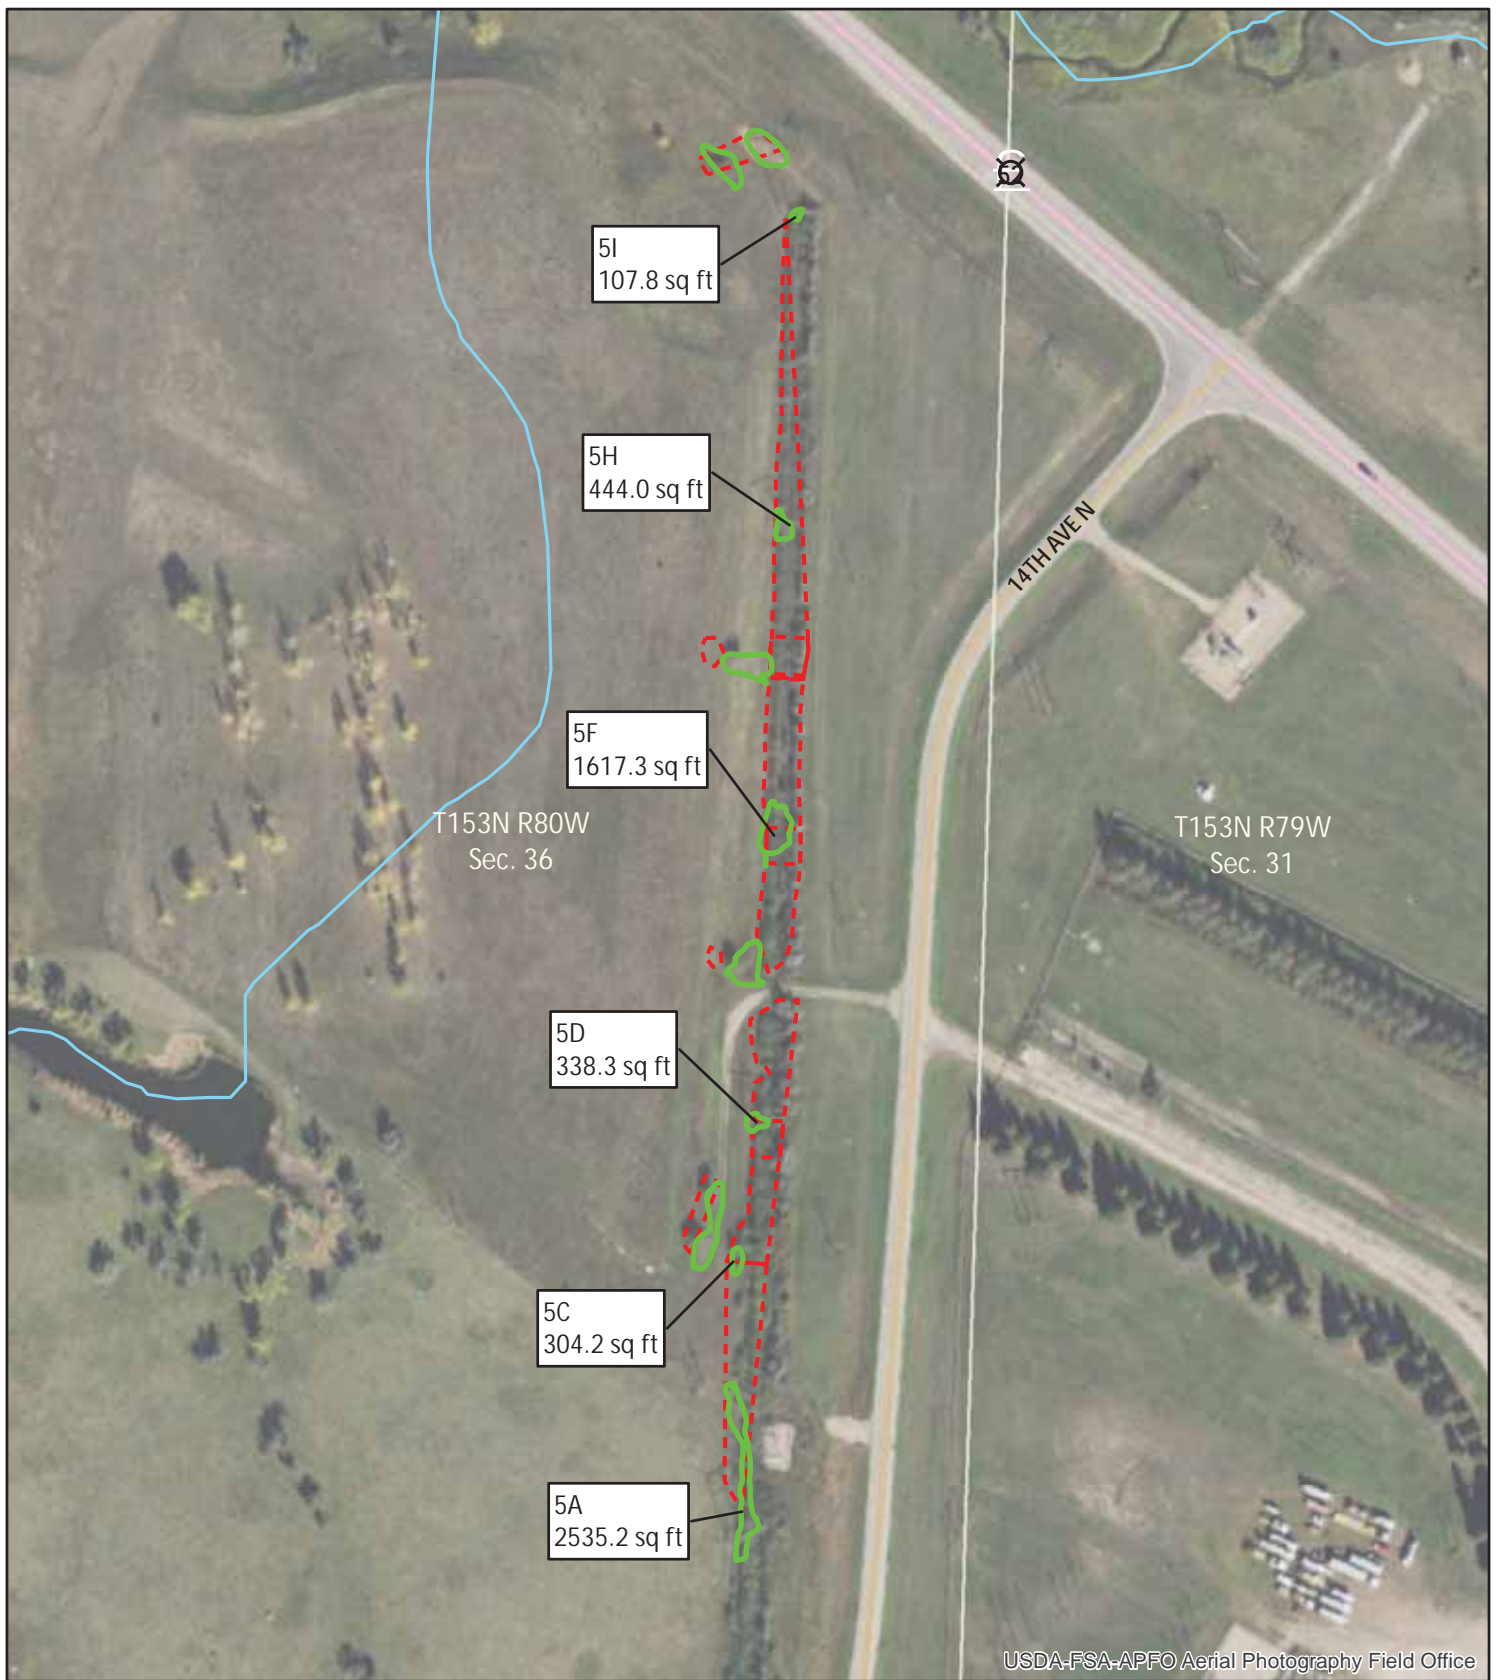 52
5I
107.8 sq ft
5H
444.0 sq ft
14TH AVE N
5F
1617.3 sq ft
T153N R80W
Sec. 36
T153N R79W
Sec. 31
5D
338.3 sq ft
5C
304.2 sq ft
5A
2535.2 sq ft
USDA-FSA-APFO Aerial Photography Field Office